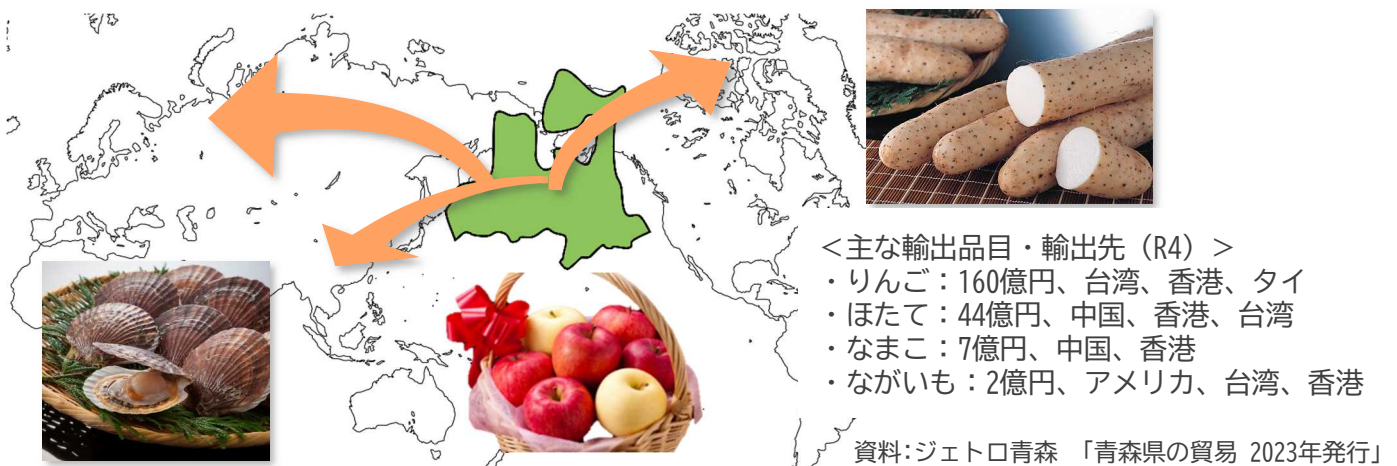 ＜主な輸出品目・輸出先（R4）＞
・りんご：160億円、台湾、香港、タイ
・ほたて：44億円、中国、香港、台湾
・なまこ：7億円、中国、香港
・ながいも：2億円、アメリカ、台湾、香港
資料:ジェトロ青森 「青森県の貿易 2023年発行」